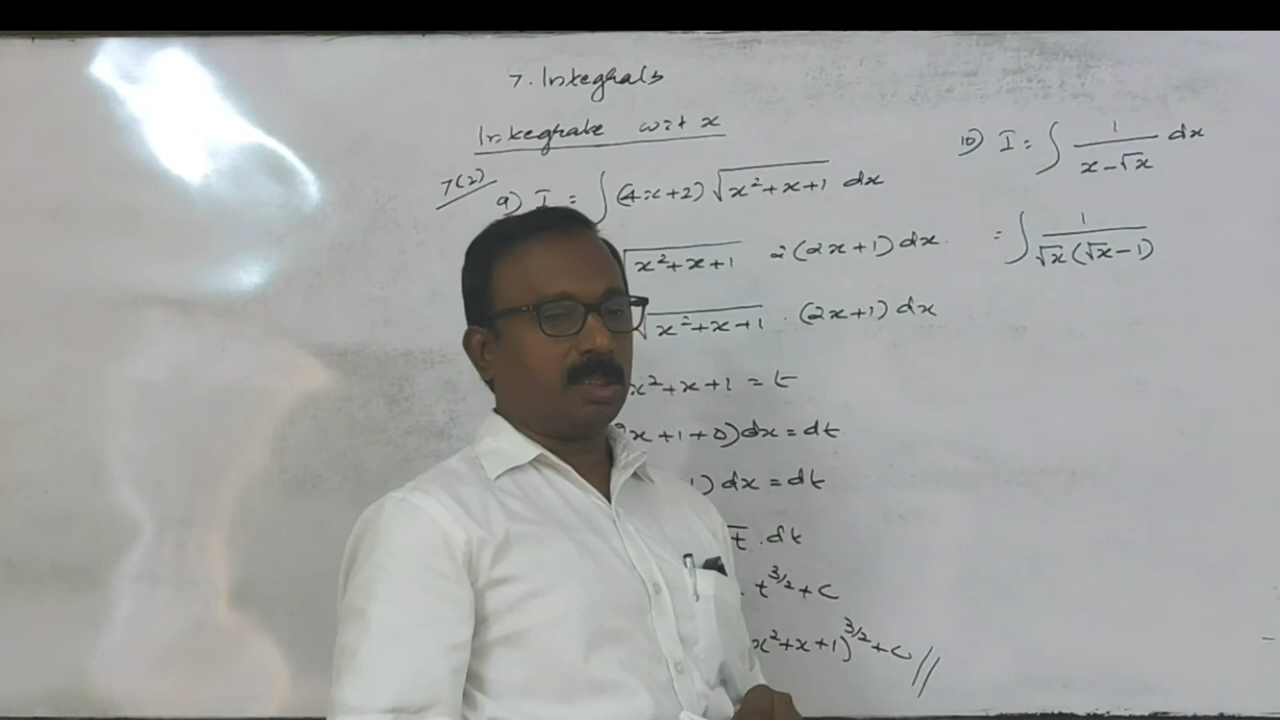 7. Integrals
Integrate w.r.t x
7(2)
9) I = ∫ (4x+2) √(x²+x+1) dx
√(x²+x+1) 2(2x+1) dx.
√(x²+x+1) . (2x+1) dx
x²+x+1 = t
2x+1+0) dx = dt
1) dx = dt
√t . dt
. t^(3/2) + C
x²+x+1)^(3/2) + C //
10) I = ∫ 1/(x-√x) dx
= ∫ 1/(√x(√x-1))